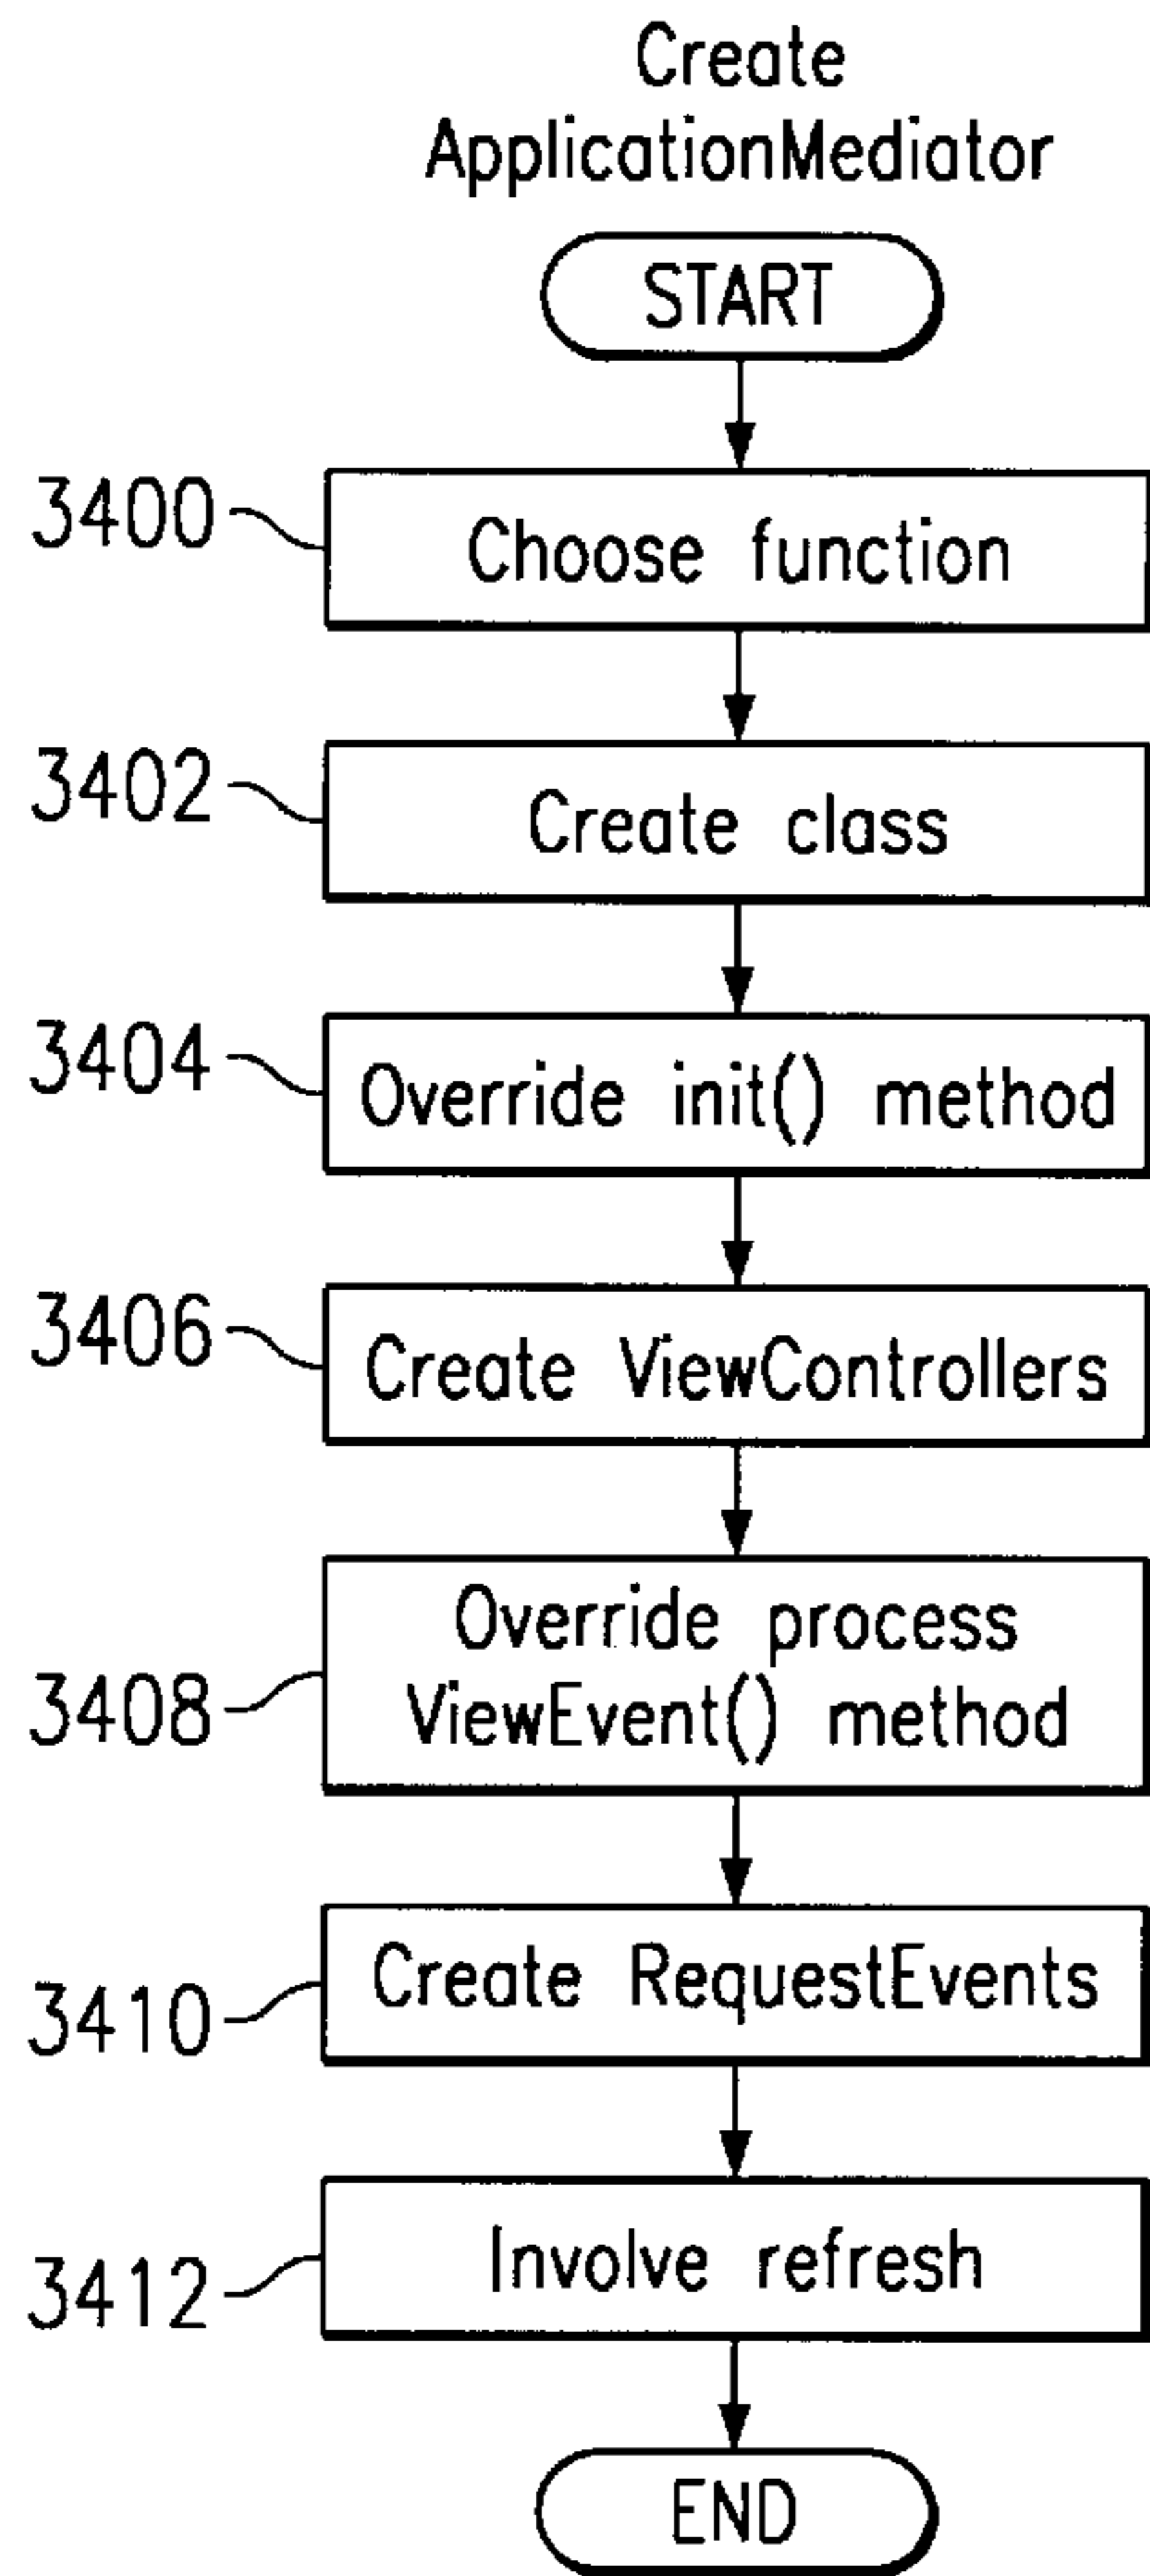 Create
ApplicationMediator
START
3400
Choose function
3402
Create class
3404
Override init() method
3406
Create ViewControllers
3408
Override process
ViewEvent() method
3410
Create RequestEvents
3412
Involve refresh
END